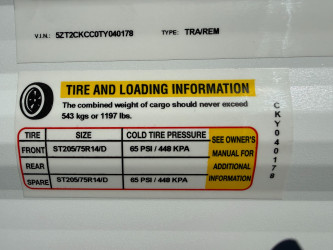 V.I.N.: 5ZT2CKCC0TY040178 TYPE: TRA/REM
TIRE AND LOADING INFORMATION
The combined weight of cargo should never exceed
543 kgs or 1197 lbs.
TIRE SIZE COLD TIRE PRESSURE
FRONT ST205/75R14/D 65 PSI / 448 KPA
REAR
SPARE ST205/75R14/D 65 PSI / 448 KPA
SEE OWNER'S
MANUAL FOR
ADDITIONAL
INFORMATION
CKY040178